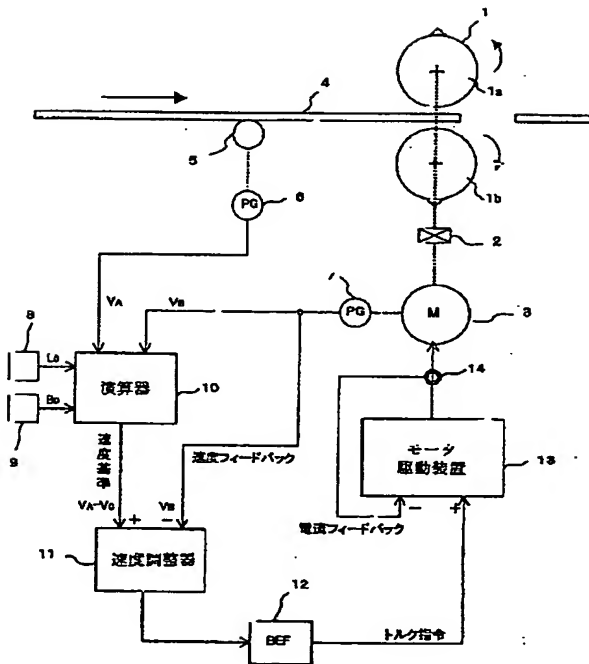 1
1a
4
5
1b
6
PG
2
PG
M
3
VA
VB
14
8
L0
演算器
10
9
B0
モータ
駆動装置
13
速度基準
速度フィードバック
VA-VC
+
-
VB
-
+
電流フィードバック
11
速度調整器
12
BEF
トルク指令